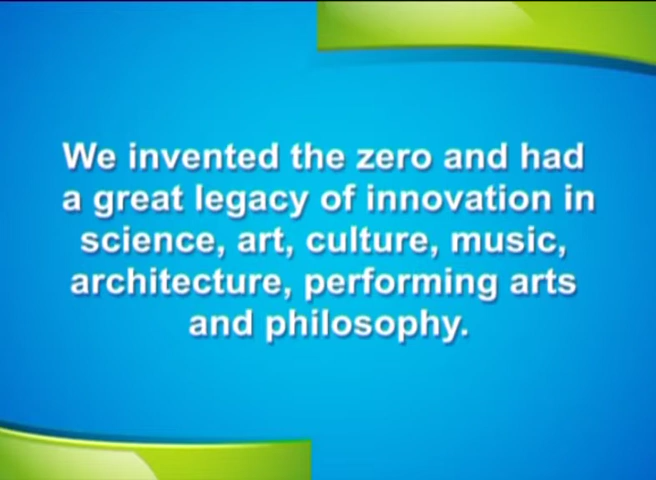 We invented the zero and had
a great legacy of innovation in
science, art, culture, music,
architecture, performing arts
and philosophy.